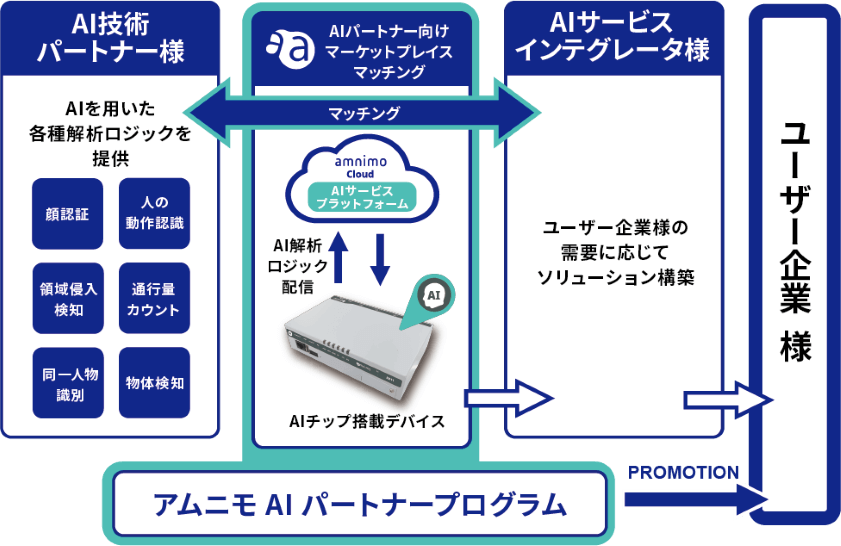 AI技術
パートナー様
AIを用いた
各種解析ロジックを
提供
顔認証
人の
動作認識
領域侵入
検知
通行量
カウント
同一人物
識別
物体検知
a
AIパートナー向け
マーケットプレイス
マッチング
マッチング
amnimo
Cloud
AIサービス
プラットフォーム
AI解析
ロジック
配信
AI
AIチップ搭載デバイス
AIサービス
インテグレータ様
ユーザー企業様の
需要に応じて
ソリューション構築
ユーザー企業 様
アムニモ AI パートナープログラム
PROMOTION